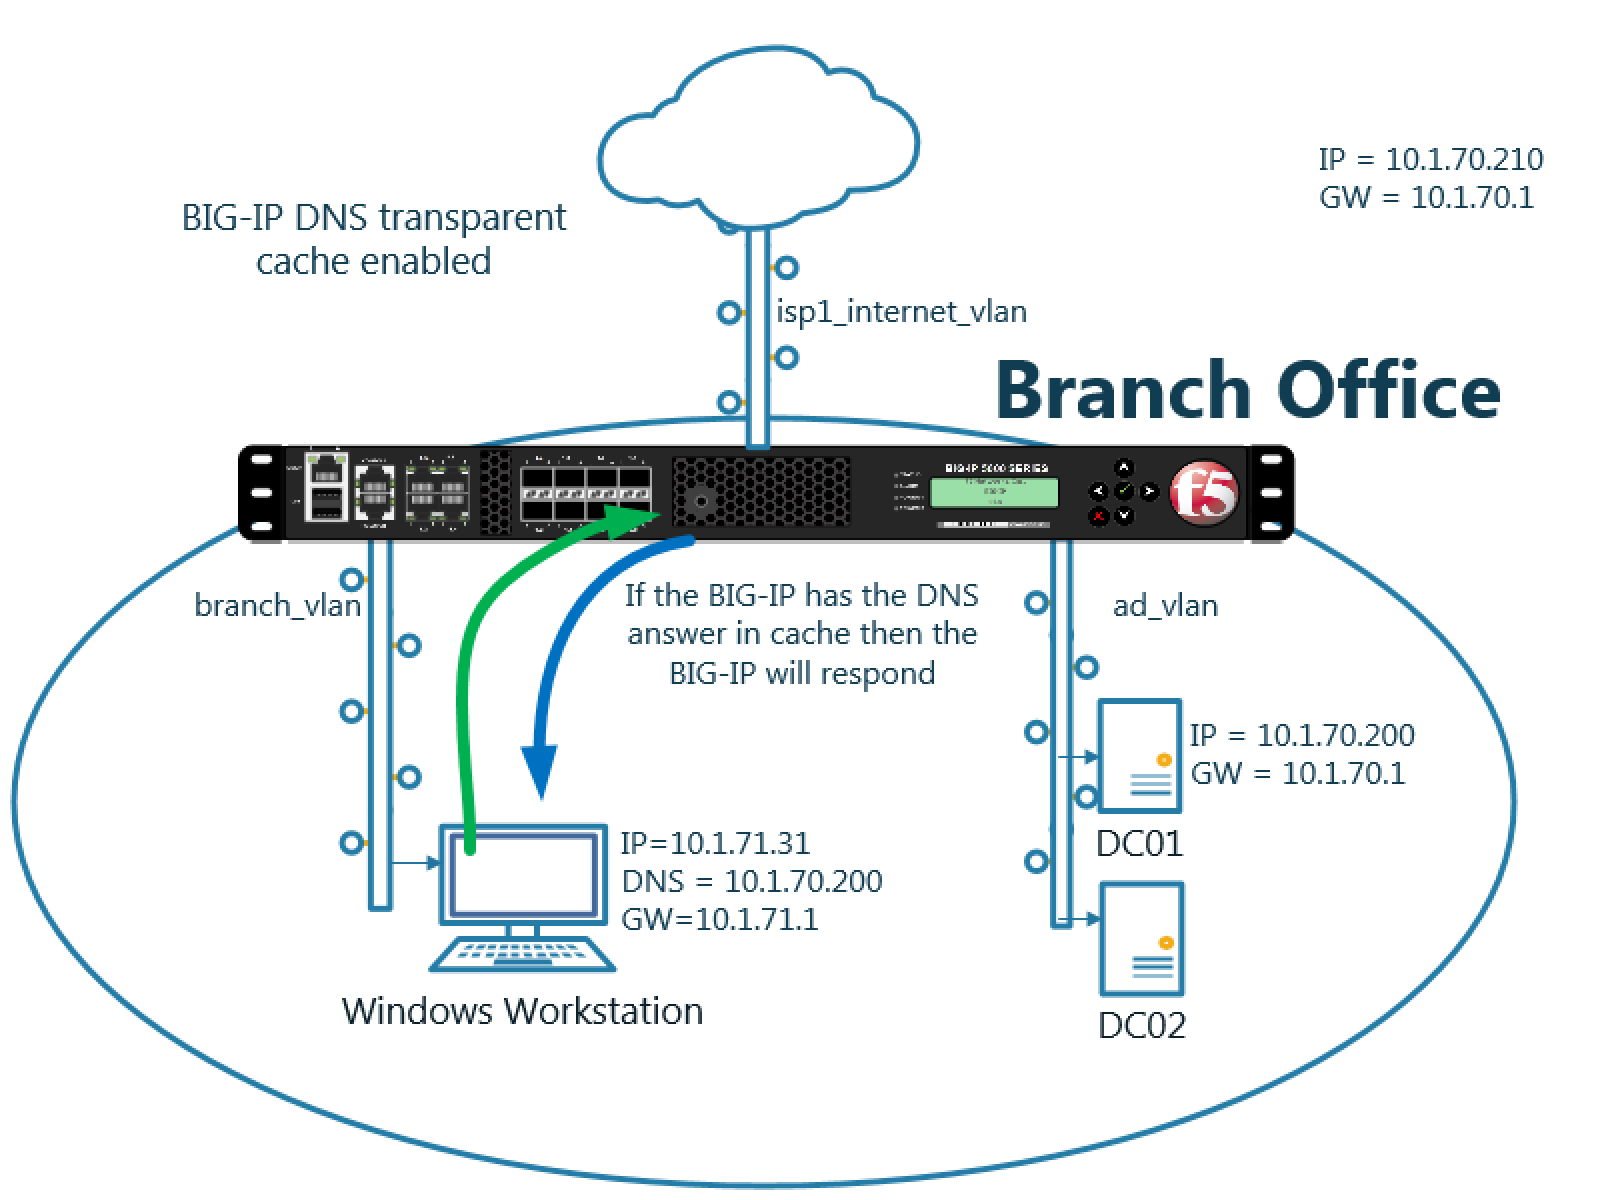 IP = 10.1.70.210
GW = 10.1.70.1
BIG-IP DNS transparent
cache enabled
isp1_internet_vlan
Branch Office
BIG-IP 5000 SERIES
f5
branch_vlan
If the BIG-IP has the DNS
answer in cache then the
BIG-IP will respond
ad_vlan
IP = 10.1.70.200
GW = 10.1.70.1
DC01
IP=10.1.71.31
DNS = 10.1.70.200
GW=10.1.71.1
Windows Workstation
DC02